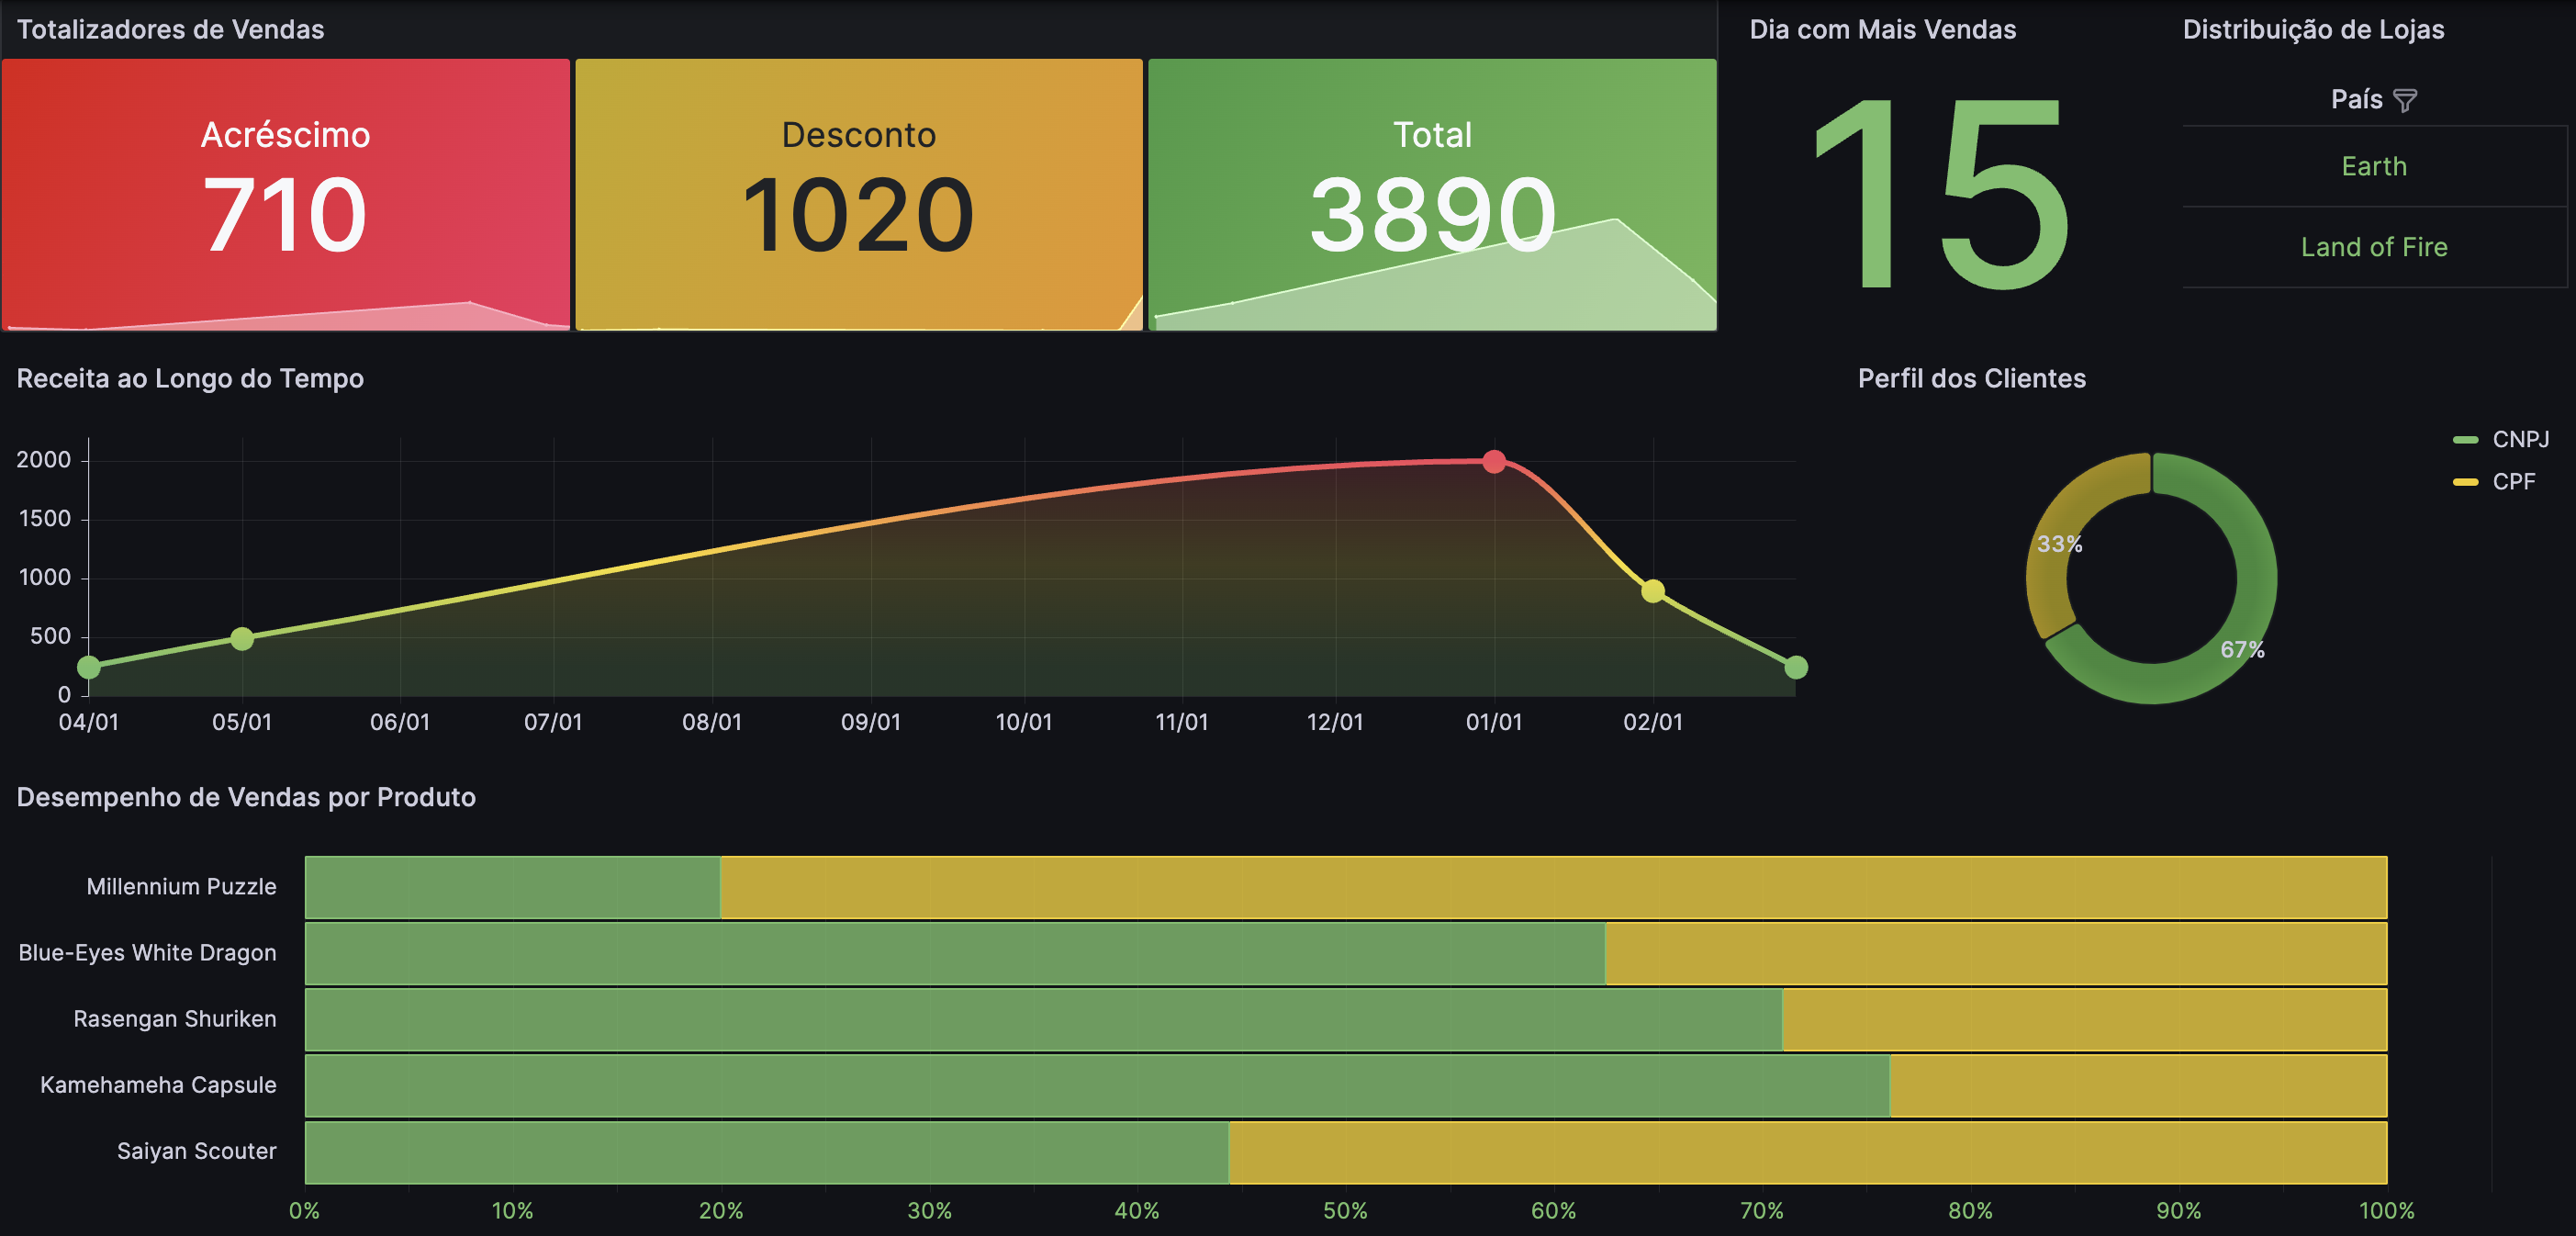 Totalizadores de Vendas
Acréscimo
710
Desconto
1020
Total
3890
Dia com Mais Vendas
15
Distribuição de Lojas
País
Earth
Land of Fire
Receita ao Longo do Tempo
2000
1500
1000
500
0
04/01 05/01 06/01 07/01 08/01 09/01 10/01 11/01 12/01 01/01 02/01
Perfil dos Clientes
CNPJ
CPF
33%
67%
Desempenho de Vendas por Produto
Millennium Puzzle
Blue-Eyes White Dragon
Rasengan Shuriken
Kamehameha Capsule
Saiyan Scouter
0% 10% 20% 30% 40% 50% 60% 70% 80% 90% 100%